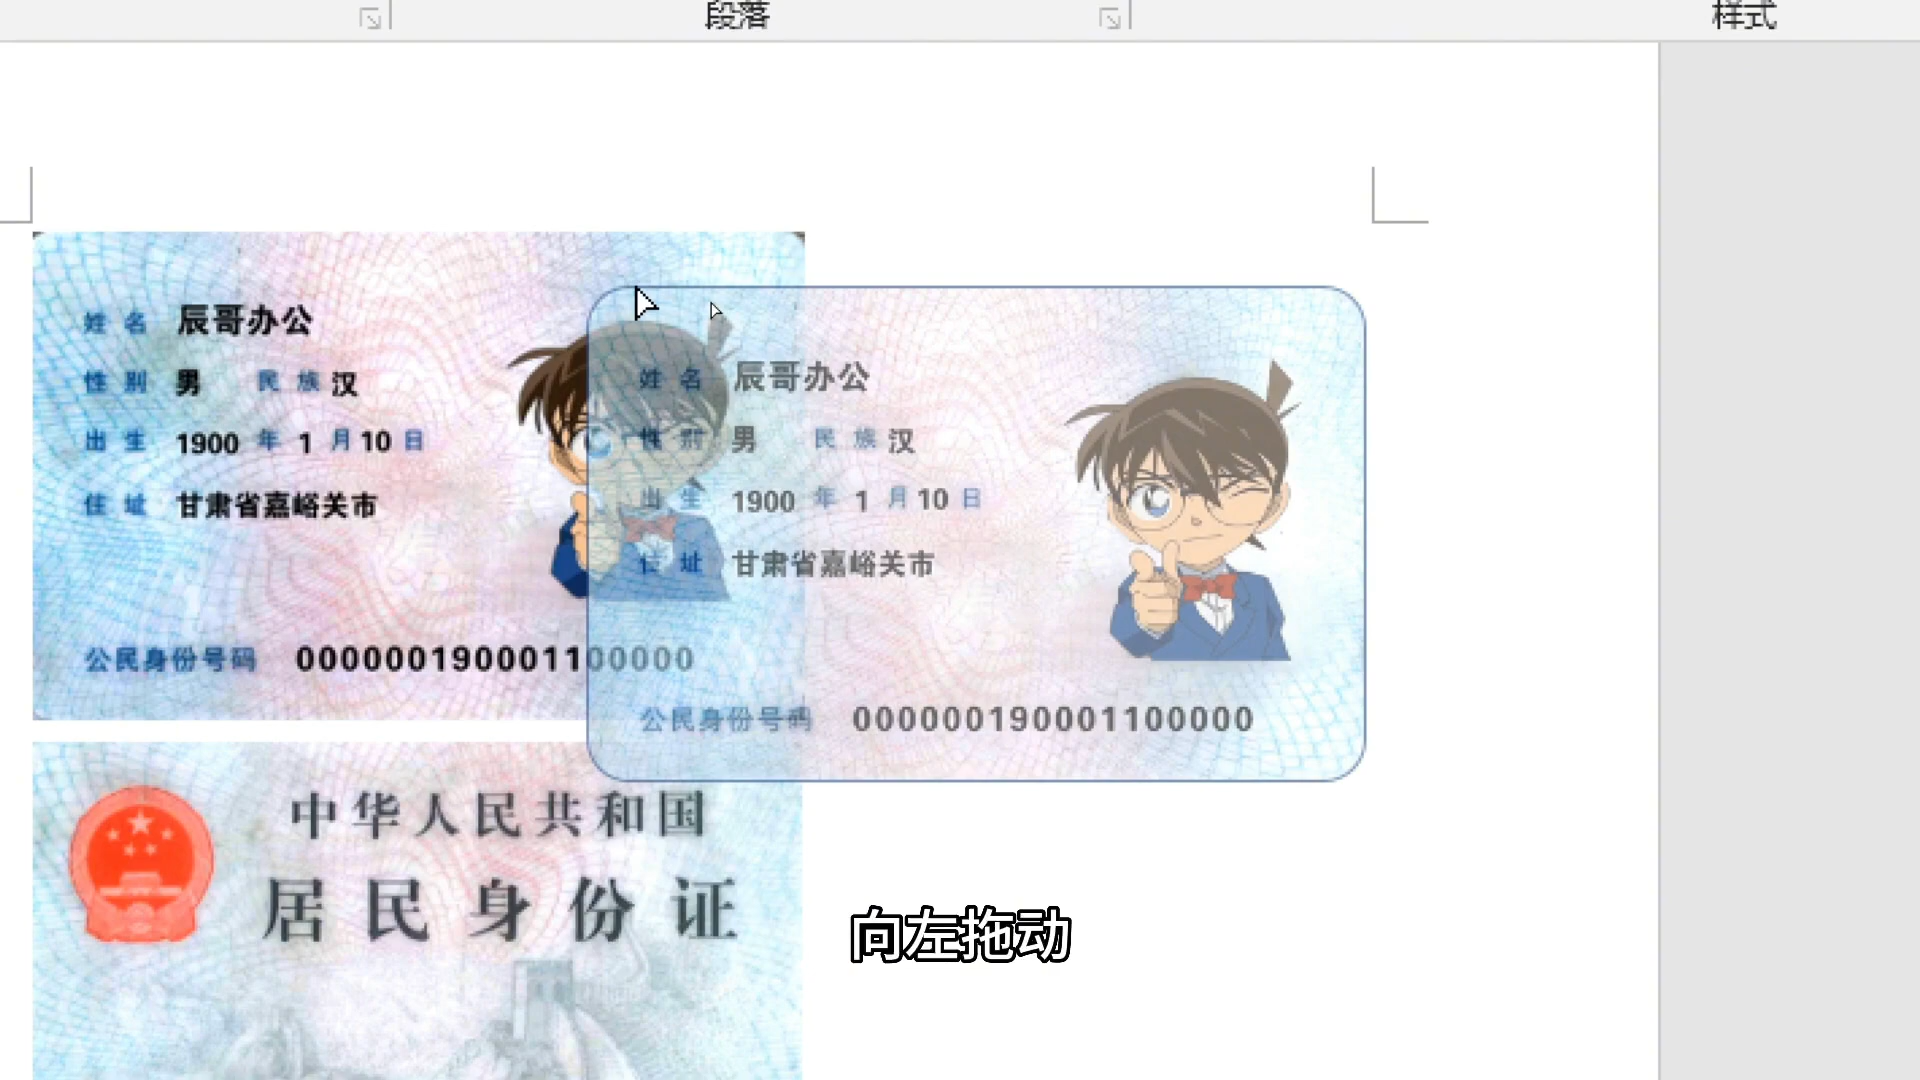 段落
样式
姓 名 辰哥办公
性 别 男 民 族 汉
出 生 1900 年 1 月 10 日
住 址 甘肃省嘉峪关市
公民身份号码 000000190001100000
姓 名 辰哥办公
性 别 男 民 族 汉
出 生 1900 年 1 月 10 日
住 址 甘肃省嘉峪关市
公民身份号码 000000190001100000
中华人民共和国
居民身份证
向左拖动